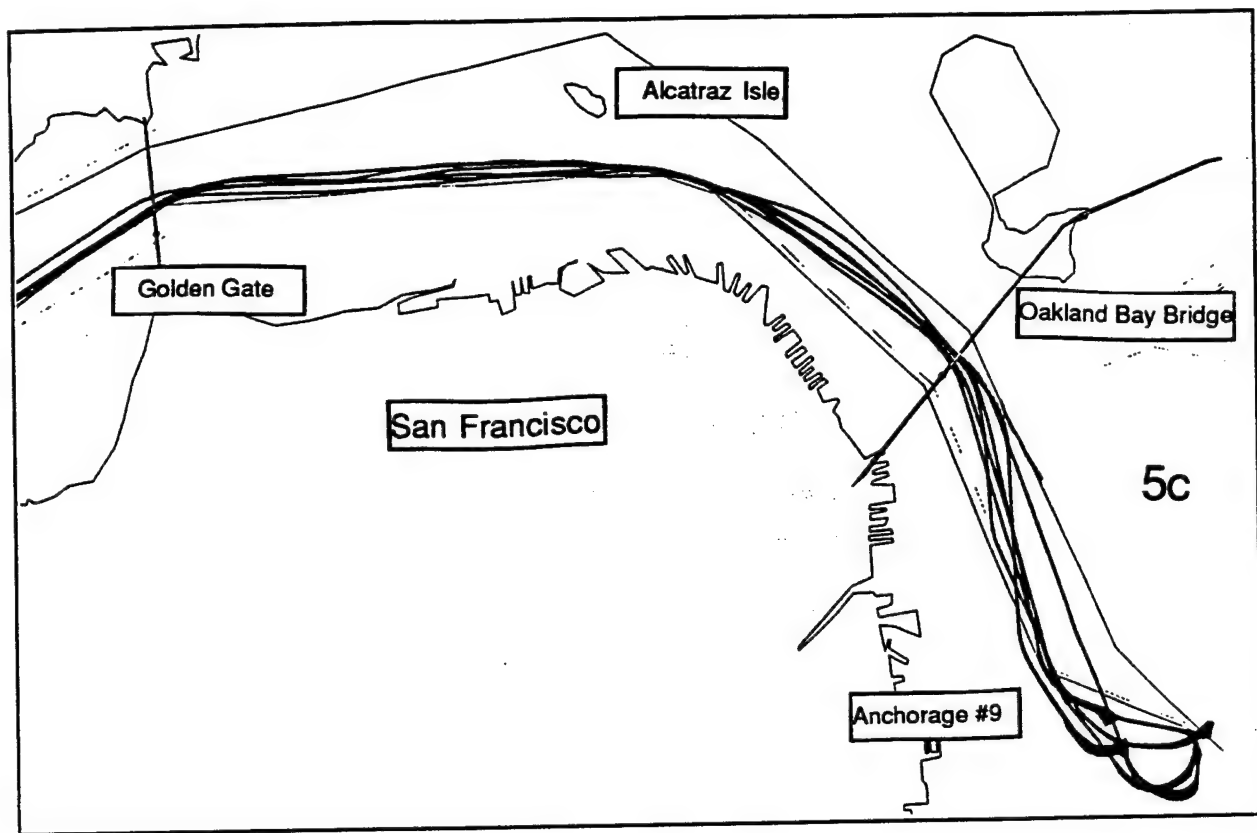 Alcatraz Isle
Golden Gate
Oakland Bay Bridge
San Francisco
5c
Anchorage #9